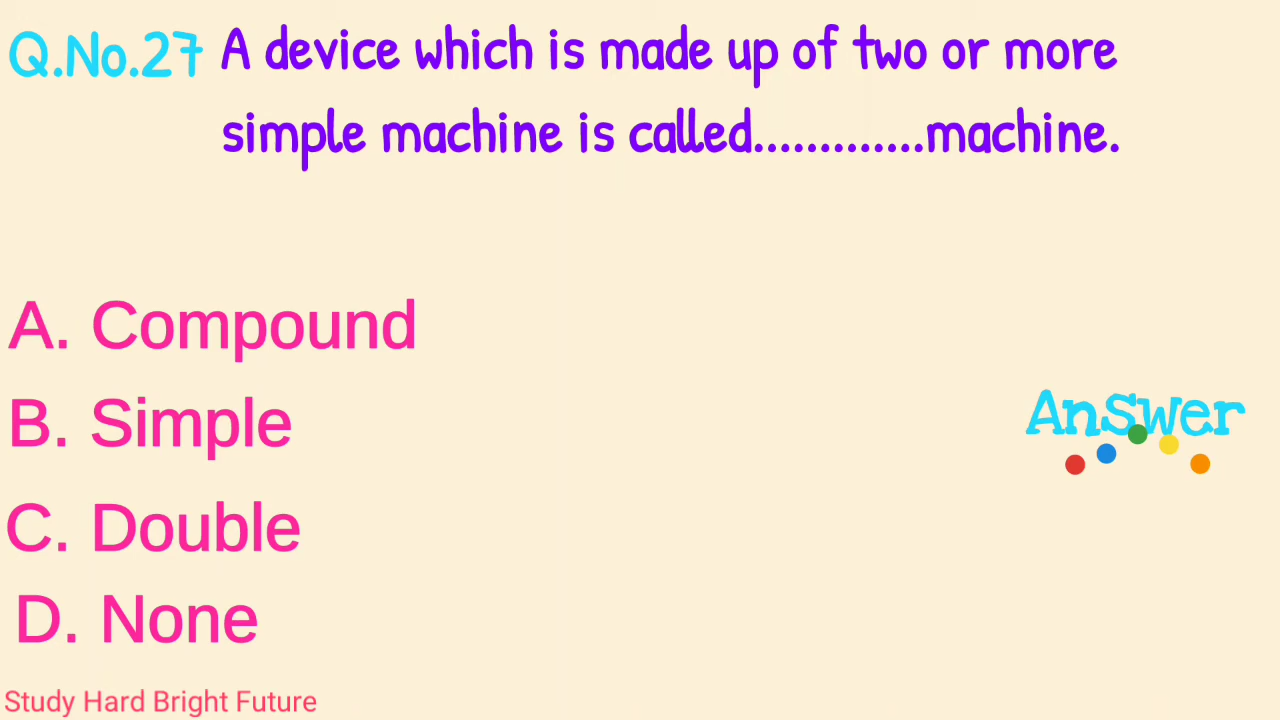 Q.No.27 A device which is made up of two or more
simple machine is called.............machine.
A. Compound
B. Simple
Answer
C. Double
D. None
Study Hard Bright Future